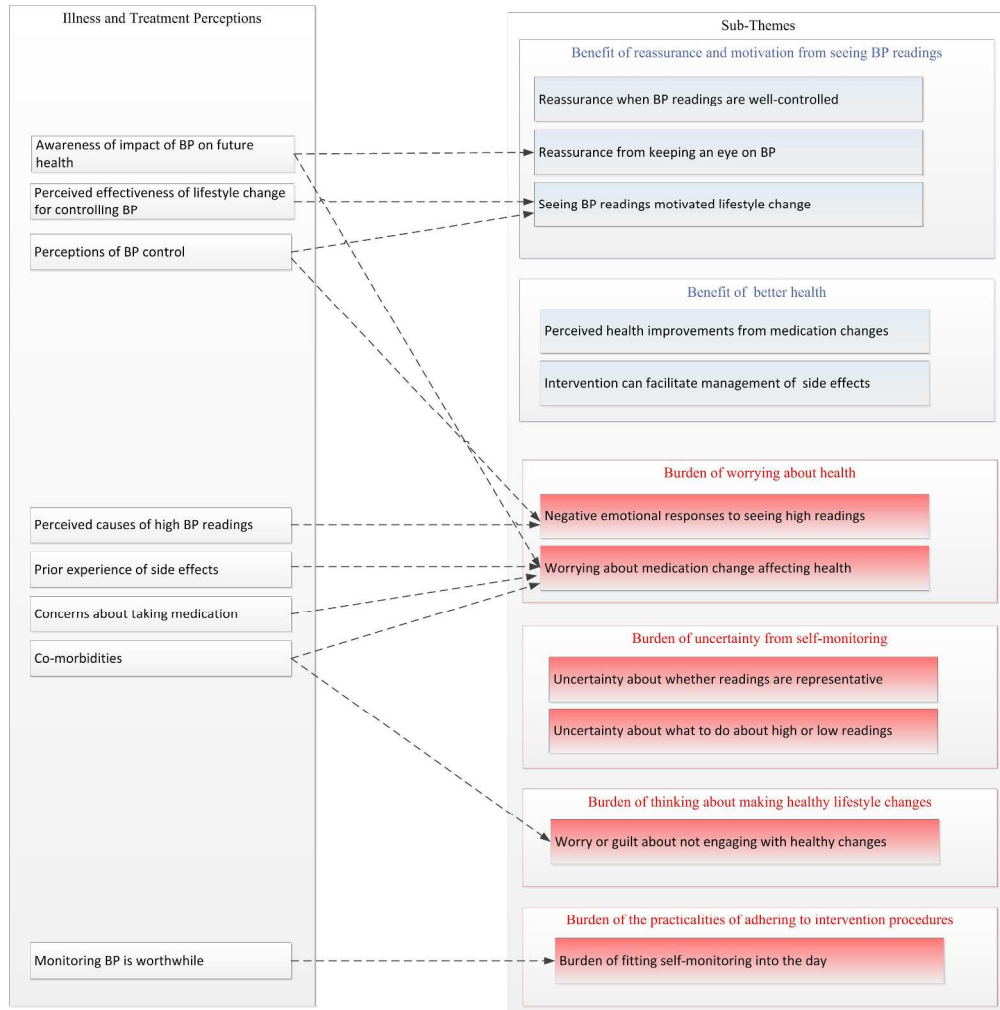 Illness and Treatment Perceptions
Awareness of impact of BP on future
health
Perceived effectiveness of lifestyle change
for controlling BP
Perceptions of BP control
Perceived causes of high BP readings
Prior experience of side effects
Concerns about taking medication
Co-morbidities
Monitoring BP is worthwhile
Sub-Themes
Benefit of reassurance and motivation from seeing BP readings
Reassurance when BP readings are well-controlled
Reassurance from keeping an eye on BP
Seeing BP readings motivated lifestyle change
Benefit of better health
Perceived health improvements from medication changes
Intervention can facilitate management of side effects
Burden of worrying about health
Negative emotional responses to seeing high readings
Worrying about medication change affecting health
Burden of uncertainty from self-monitoring
Uncertainty about whether readings are representative
Uncertainty about what to do about high or low readings
Burden of thinking about making healthy lifestyle changes
Worry or guilt about not engaging with healthy changes
Burden of the practicalities of adhering to intervention procedures
Burden of fitting self-monitoring into the day